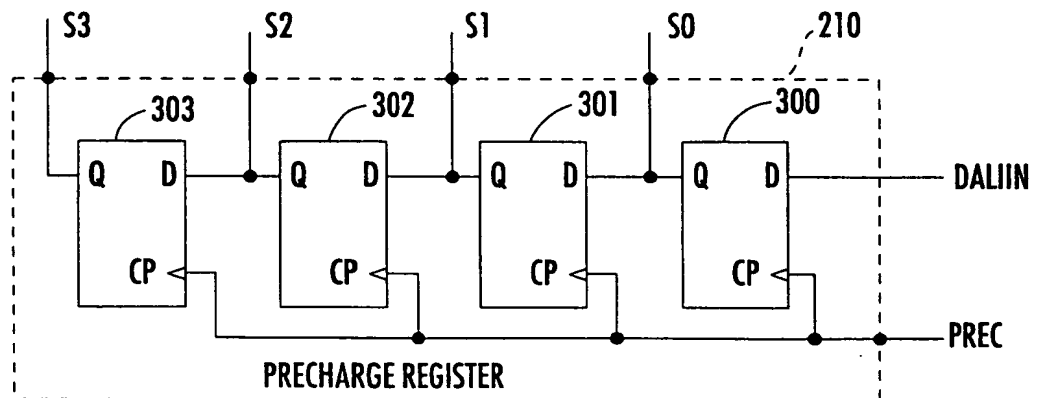 S3 S2 S1 S0 210
303 302 301 300
Q D Q D Q D Q D DALIIN
CP CP CP CP
PREC
PRECHARGE REGISTER